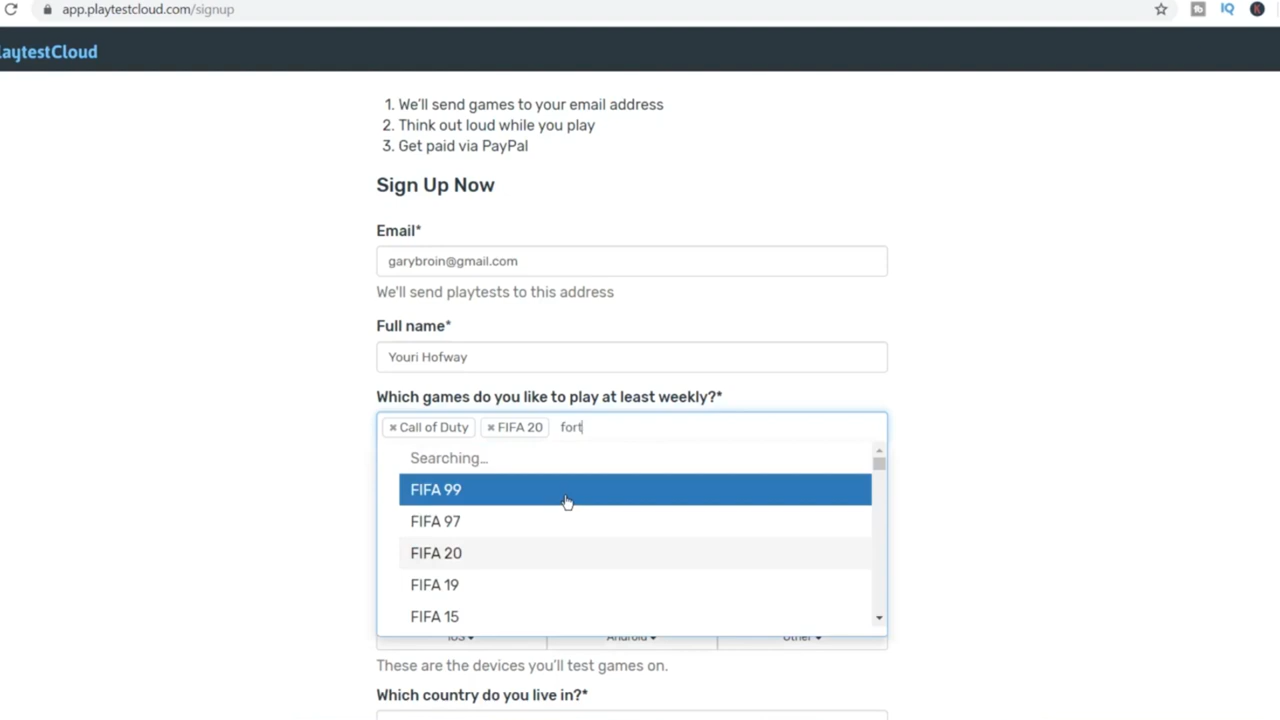 app.playtestcloud.com/signup
laytestCloud
1. We'll send games to your email address
2. Think out loud while you play
3. Get paid via PayPal
Sign Up Now
Email*
garybroin@gmail.com
We'll send playtests to this address
Full name*
Youri Hofway
Which games do you like to play at least weekly?*
× Call of Duty × FIFA 20 fort
Searching...
FIFA 99
FIFA 97
FIFA 20
FIFA 19
FIFA 15
iOS Android Other
These are the devices you'll test games on.
Which country do you live in?*